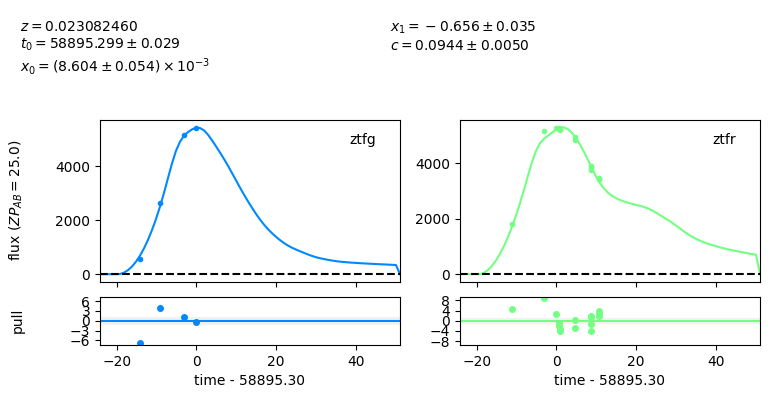 z = 0.023082460
t₀ = 58895.299 ± 0.029
x₀ = (8.604 ± 0.054) × 10⁻³
x₁ = −0.656 ± 0.035
c = 0.0944 ± 0.0050
flux (ZP_AB = 25.0)
4000
2000
0
ztfg
4000
2000
0
ztfr
pull
6
3
0
−3
−6
−20
0
20
40
time - 58895.30
8
4
0
−4
−8
−20
0
20
40
time - 58895.30